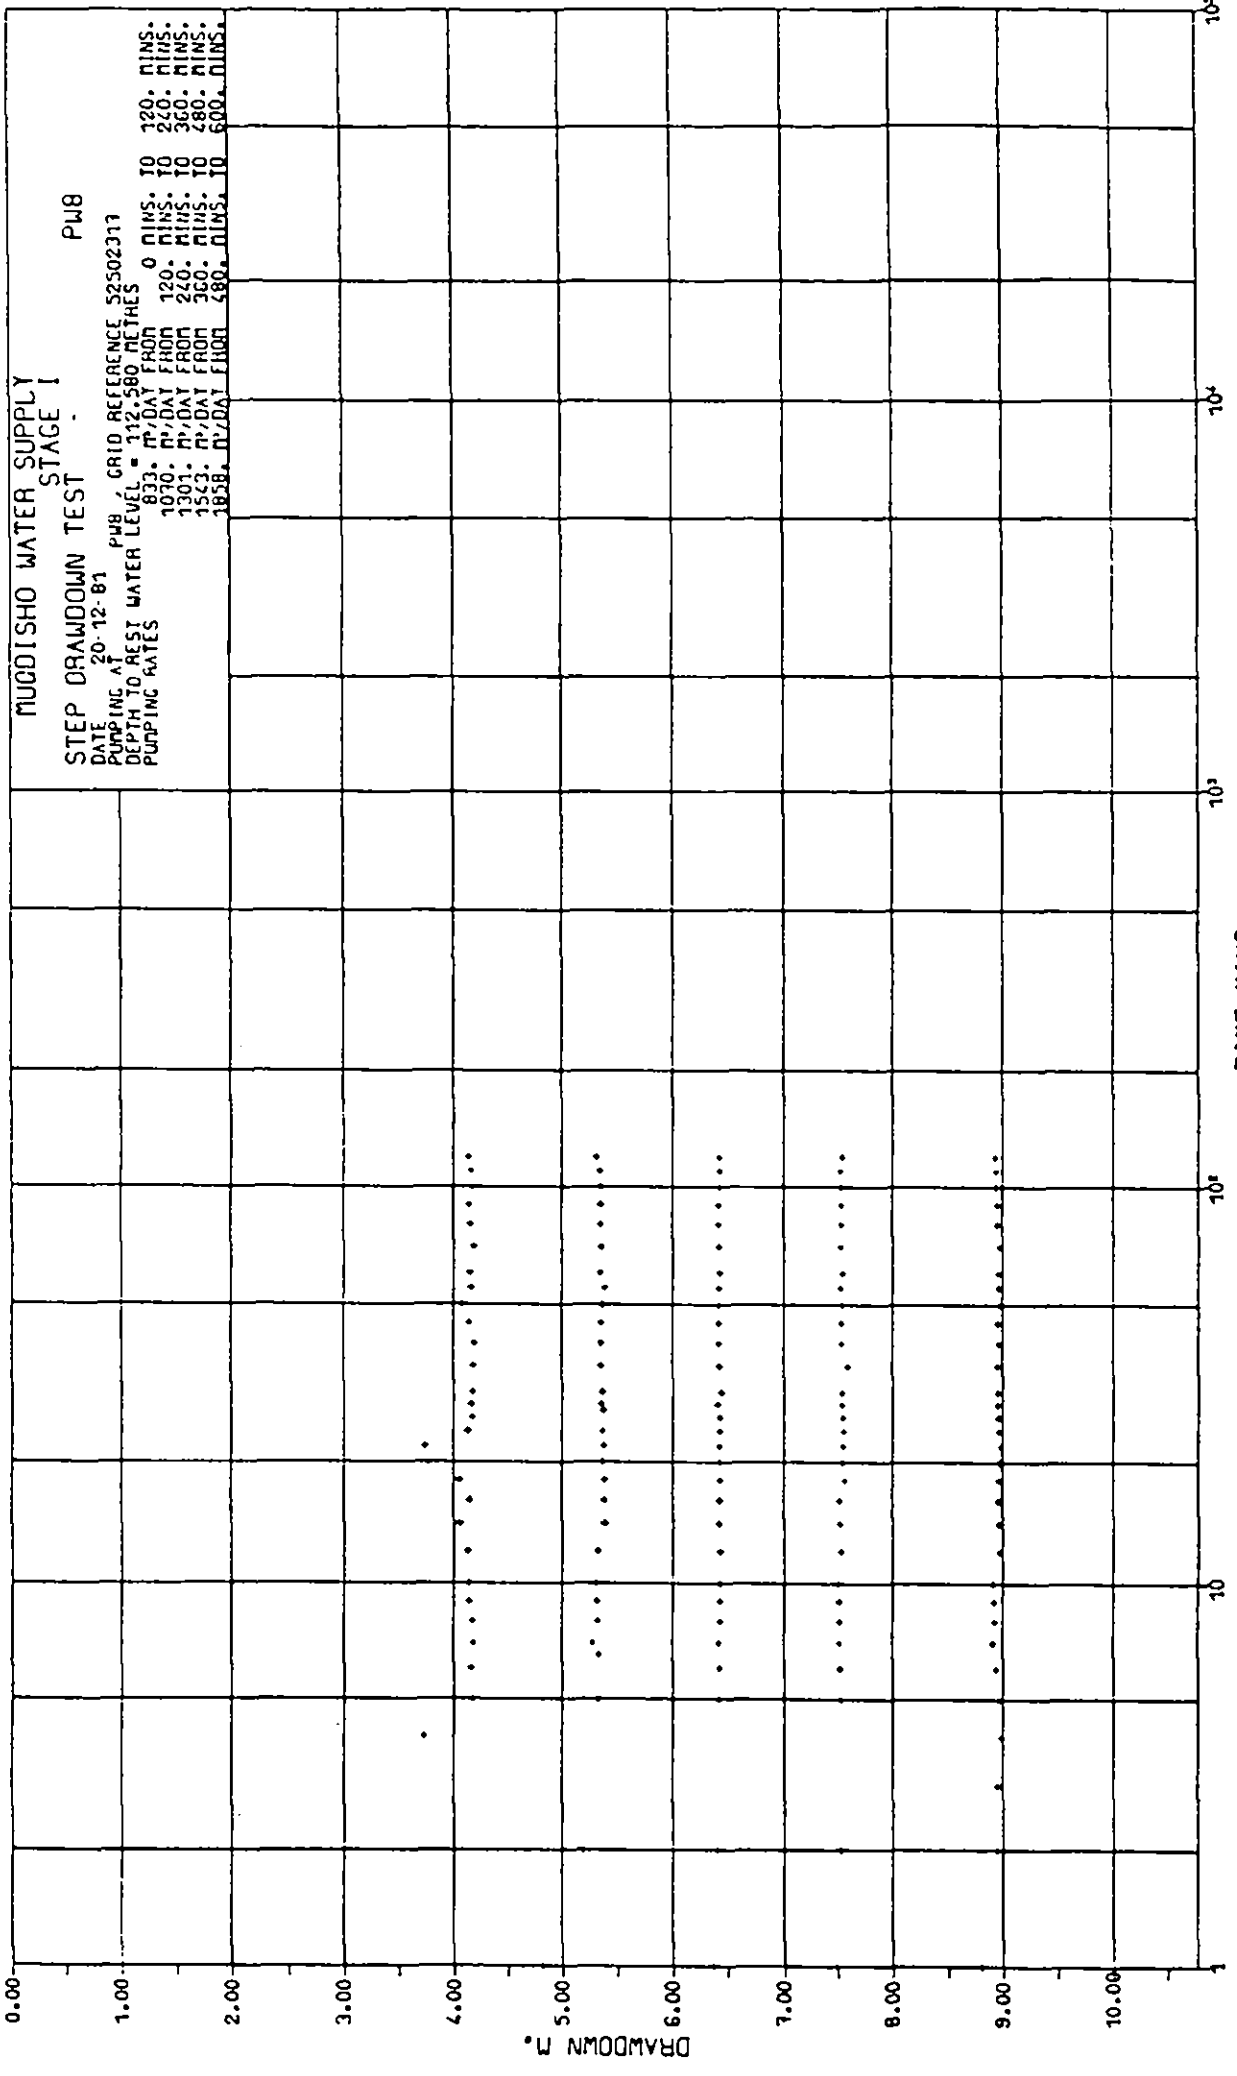 MUGDISHO WATER SUPPLY
STAGE I
STEP DRAWDOWN TEST - PW8
DATE 20-12-81
PUMPING AT PW8 , GRID REFERENCE 52502317
DEPTH TO REST WATER LEVEL = 112.580 METRES
PUMPING RATES 833. M³/DAY FROM 0 MINS. TO 120. MINS.
1070. M³/DAY FROM 120. MINS. TO 240. MINS.
1301. M³/DAY FROM 240. MINS. TO 360. MINS.
1543. M³/DAY FROM 360. MINS. TO 480. MINS.
1858. M³/DAY FROM 480. MINS. TO 600. MINS.
0.00
1.00
2.00
3.00
4.00
5.00
6.00
7.00
8.00
9.00
10.00
DRAWDOWN M.
1
10
10²
10³
10⁴